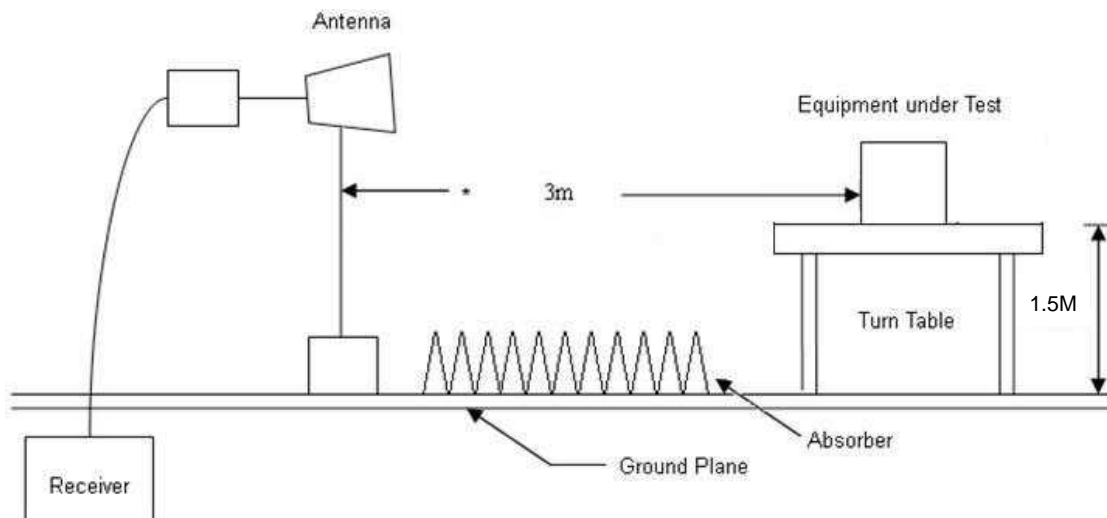 Antenna
Equipment under Test
* 3m
1.5M
Turn Table
Absorber
Ground Plane
Receiver